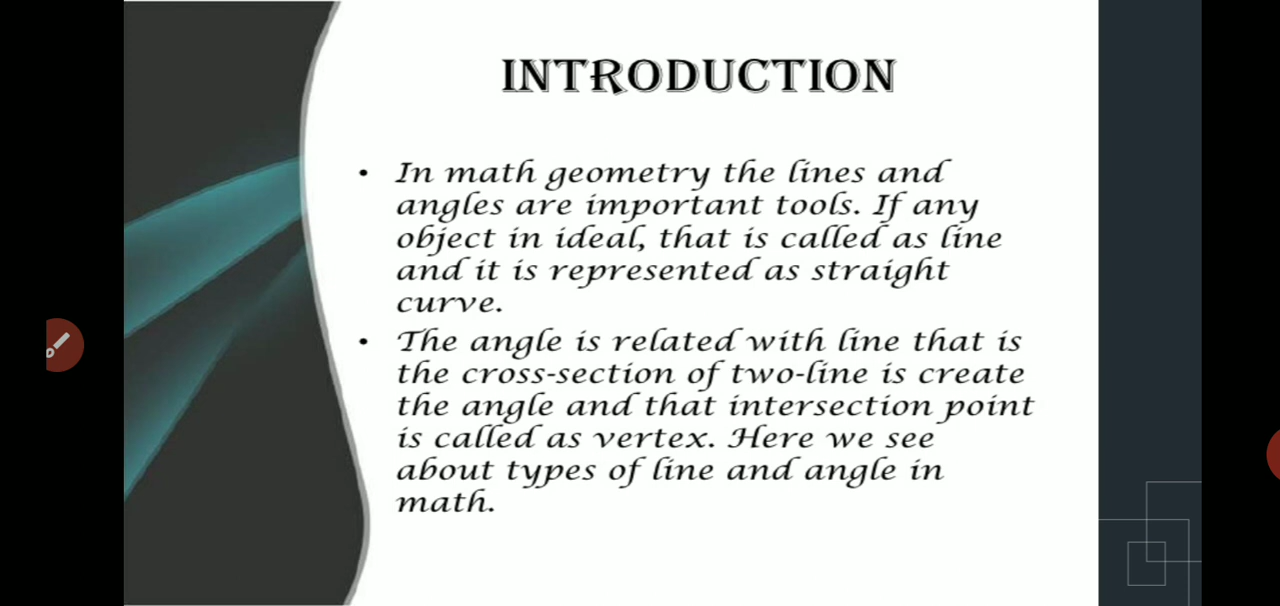 INTRODUCTION
• In math geometry the lines and
angles are important tools. If any
object in ideal, that is called as line
and it is represented as straight
curve.
• The angle is related with line that is
the cross-section of two-line is create
the angle and that intersection point
is called as vertex. Here we see
about types of line and angle in
math.